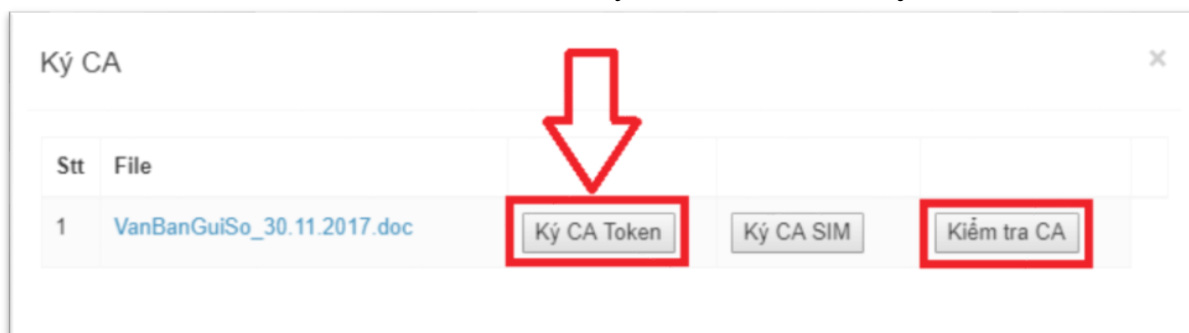 Ký CA ×
Stt File
1 VanBanGuiSo_30.11.2017.doc Ký CA Token Ký CA SIM Kiểm tra CA